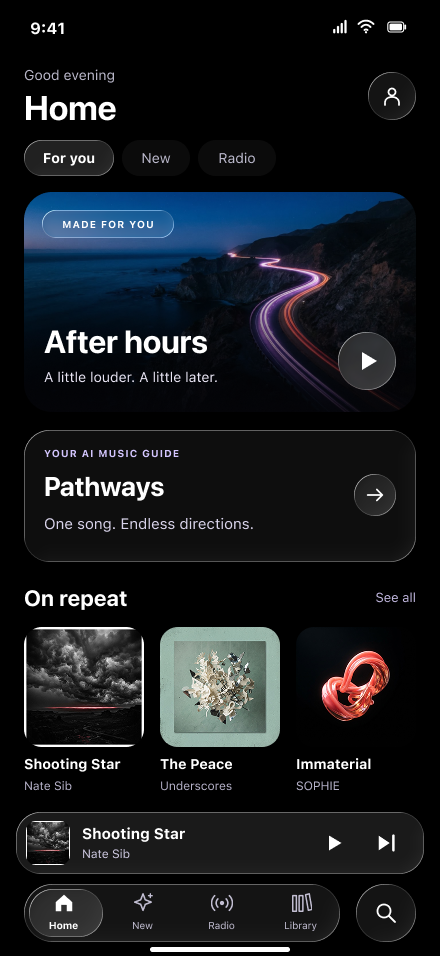 9:41
Good evening
Home
For you
New
Radio
MADE FOR YOU
After hours
A little louder. A little later.
YOUR AI MUSIC GUIDE
Pathways
One song. Endless directions.
On repeat
See all
Shooting Star
Nate Sib
The Peace
Underscores
Immaterial
SOPHIE
Shooting Star
Nate Sib
Home
New
Radio
Library